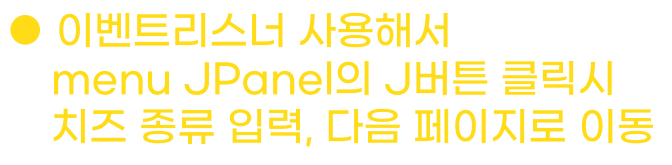 ● 이벤트리스너 사용해서
menu JPanel의 J버튼 클릭시
치즈 종류 입력, 다음 페이지로 이동